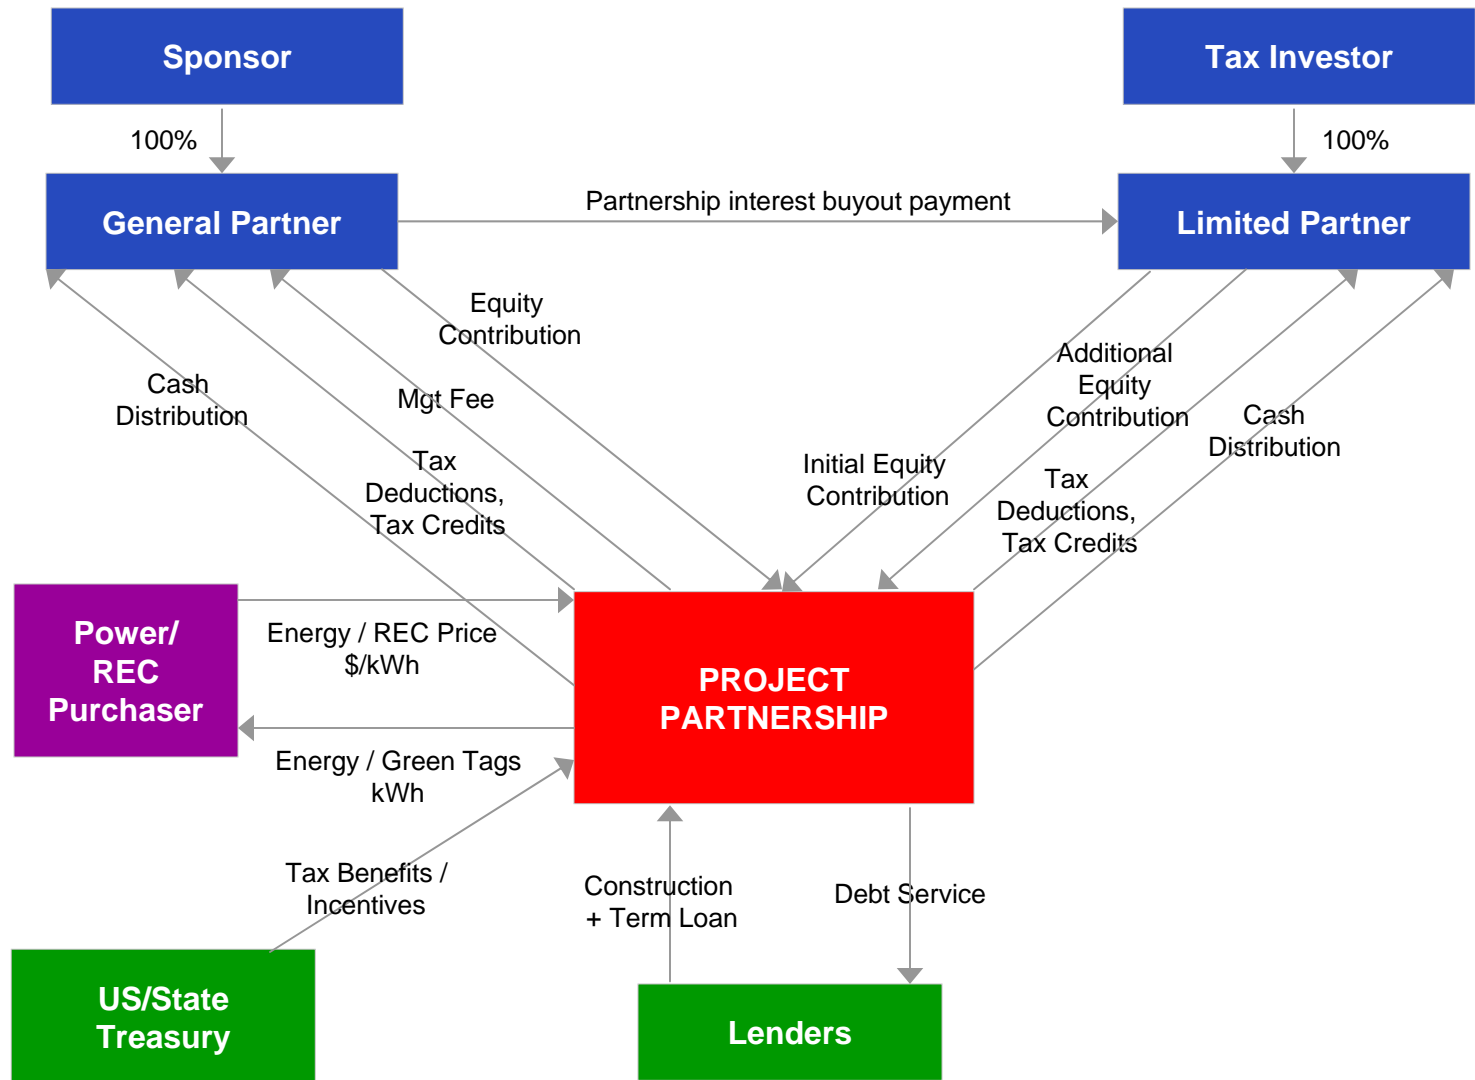 Sponsor
Tax Investor
100%
100%
General Partner
Partnership interest buyout payment
Limited Partner
Equity
Contribution
Additional
Equity
Contribution
Cash
Distribution
Mgt Fee
Cash
Distribution
Tax
Deductions,
Tax Credits
Initial Equity
Contribution
Tax
Deductions,
Tax Credits
Power/
REC
Purchaser
Energy / REC Price
$/kWh
PROJECT
PARTNERSHIP
Energy / Green Tags
kWh
Tax Benefits /
Incentives
Construction
+ Term Loan
Debt Service
US/State
Treasury
Lenders